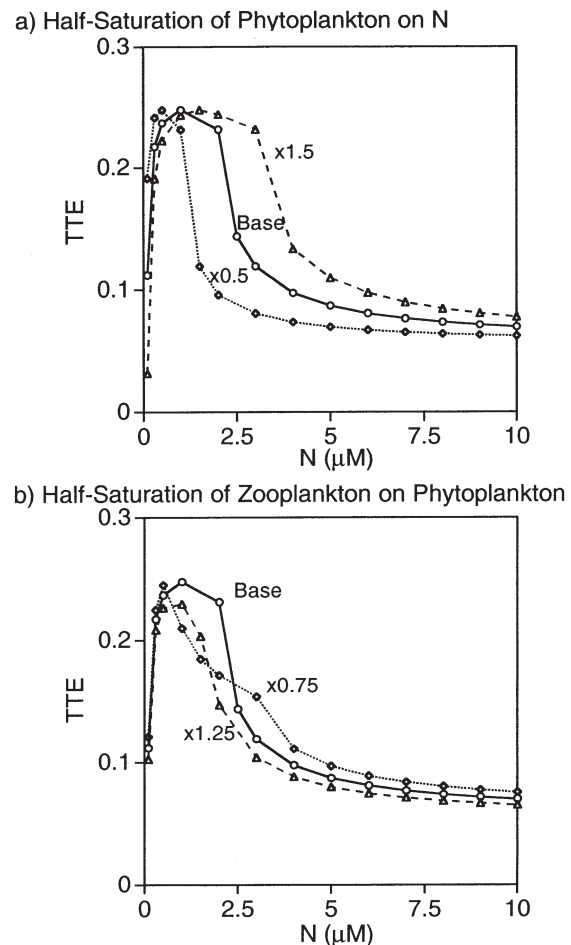 a) Half-Saturation of Phytoplankton on N
0.3
0.2
0.1
0
TTE
x1.5
Base
x0.5
0 2.5 5 7.5 10
N (μM)
b) Half-Saturation of Zooplankton on Phytoplankton
0.3
0.2
0.1
0
TTE
Base
x0.75
x1.25
0 2.5 5 7.5 10
N (μM)